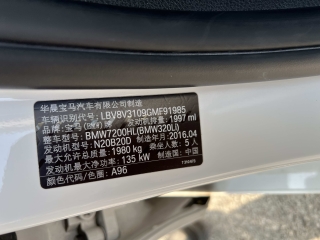 华晨宝马汽车有限公司制造
车辆识别代号: LBV8V3109GMF91985
品牌: 宝马(BMW) 发动机排量: 1997 ml
整车型号: BMW7200HL(BMW320Li)
发动机型号: N20B20D 制造年月: 2016.04
最大允许总质量: 1980 kg 乘坐人数: 5 人
发动机最大净功率: 135 kW 制造国: 中国
颜色代码/色圈: A96